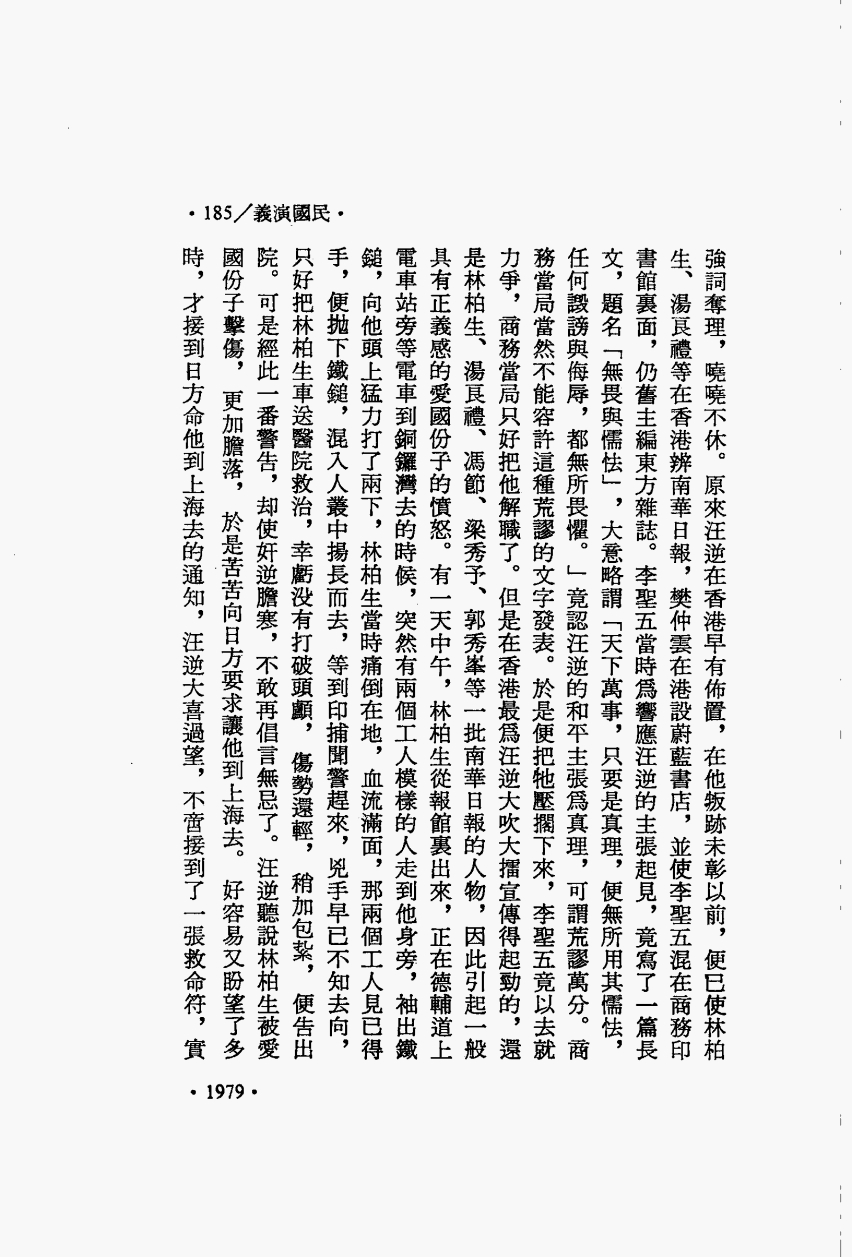 •185／義演國民•
強詞奪理，嘵嘵不休。原來汪逆在香港早有佈置，在他叛跡未彰以前，便已使林柏
生、湯良禮等在香港辦南華日報，樊仲雲在港設蔚藍書店，並使李聖五混在商務印
書館裏面，仍舊主編東方雜誌。李聖五當時爲響應汪逆的主張起見，竟寫了一篇長
文，題名「無畏與懦怯」，大意略謂「天下萬事，只要是真理，便無所用其懦怯，
任何譭謗與侮辱，都無所畏懼。」竟認汪逆的和平主張爲真理，可謂荒謬萬分。商
務當局當然不能容許這種荒謬的文字發表。於是便把牠壓擱下來，李聖五竟以去就
力爭，商務當局只好把他解職了。但是在香港最爲汪逆大吹大擂宣傳得起勁的，還
是林柏生、湯良禮、馮節、梁秀予、郭秀峯等一批南華日報的人物，因此引起一般
具有正義感的愛國份子的憤怒。有一天中午，林柏生從報館裏出來，正在德輔道上
電車站旁等電車到銅鑼灣去的時候，突然有兩個工人模樣的人走到他身旁，袖出鐵
鎚，向他頭上猛力打了兩下，林柏生當時痛倒在地，血流滿面，那兩個工人見已得
手，便拋下鐵鎚，混入人叢中揚長而去，等到印捕聞警趕來，兇手早已不知去向，
只好把林柏生車送醫院救治，幸虧没有打破頭顱，傷勢還輕，稍加包紮，便告出
院。可是經此一番警告，却使奸逆膽寒，不敢再倡言無忌了。汪逆聽說林柏生被愛
國份子擊傷，更加膽落，於是苦苦向日方要求讓他到上海去。好容易又盼望了多
時，才接到日方命他到上海去的通知，汪逆大喜過望，不啻接到了一張救命符，實
•1979•